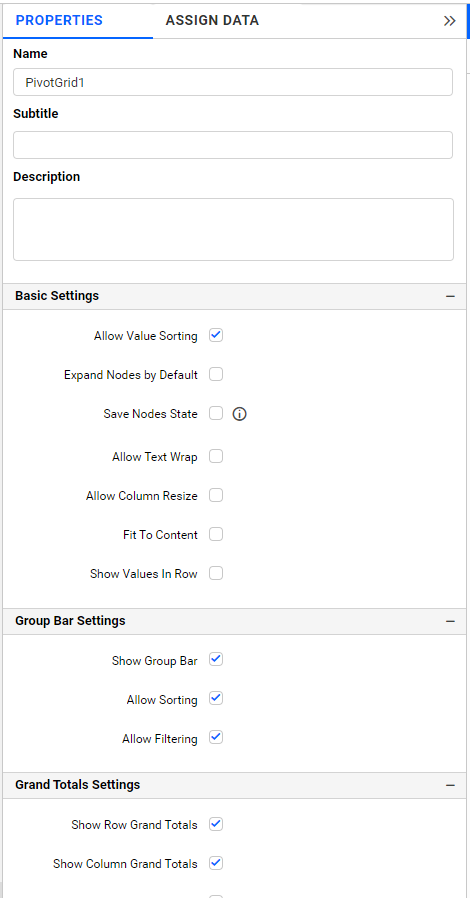 PROPERTIES ASSIGN DATA
Name
PivotGrid1
Subtitle
Description
Basic Settings
Allow Value Sorting
Expand Nodes by Default
Save Nodes State
Allow Text Wrap
Allow Column Resize
Fit To Content
Show Values In Row
Group Bar Settings
Show Group Bar
Allow Sorting
Allow Filtering
Grand Totals Settings
Show Row Grand Totals
Show Column Grand Totals